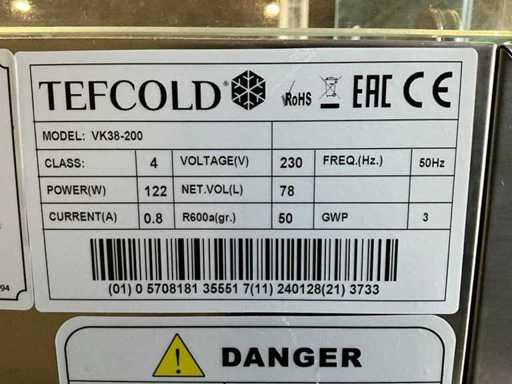 TEFCOLD® RoHS EAC CE
MODEL: VK38-200
CLASS: 4 VOLTAGE(V) 230 FREQ.(Hz.) 50Hz
POWER(W) 122 NET.VOL(L) 78
CURRENT(A) 0.8 R600a(gr.) 50 GWP 3
(01) 0 5708181 35551 7(11) 240128(21) 3733
94
DANGER